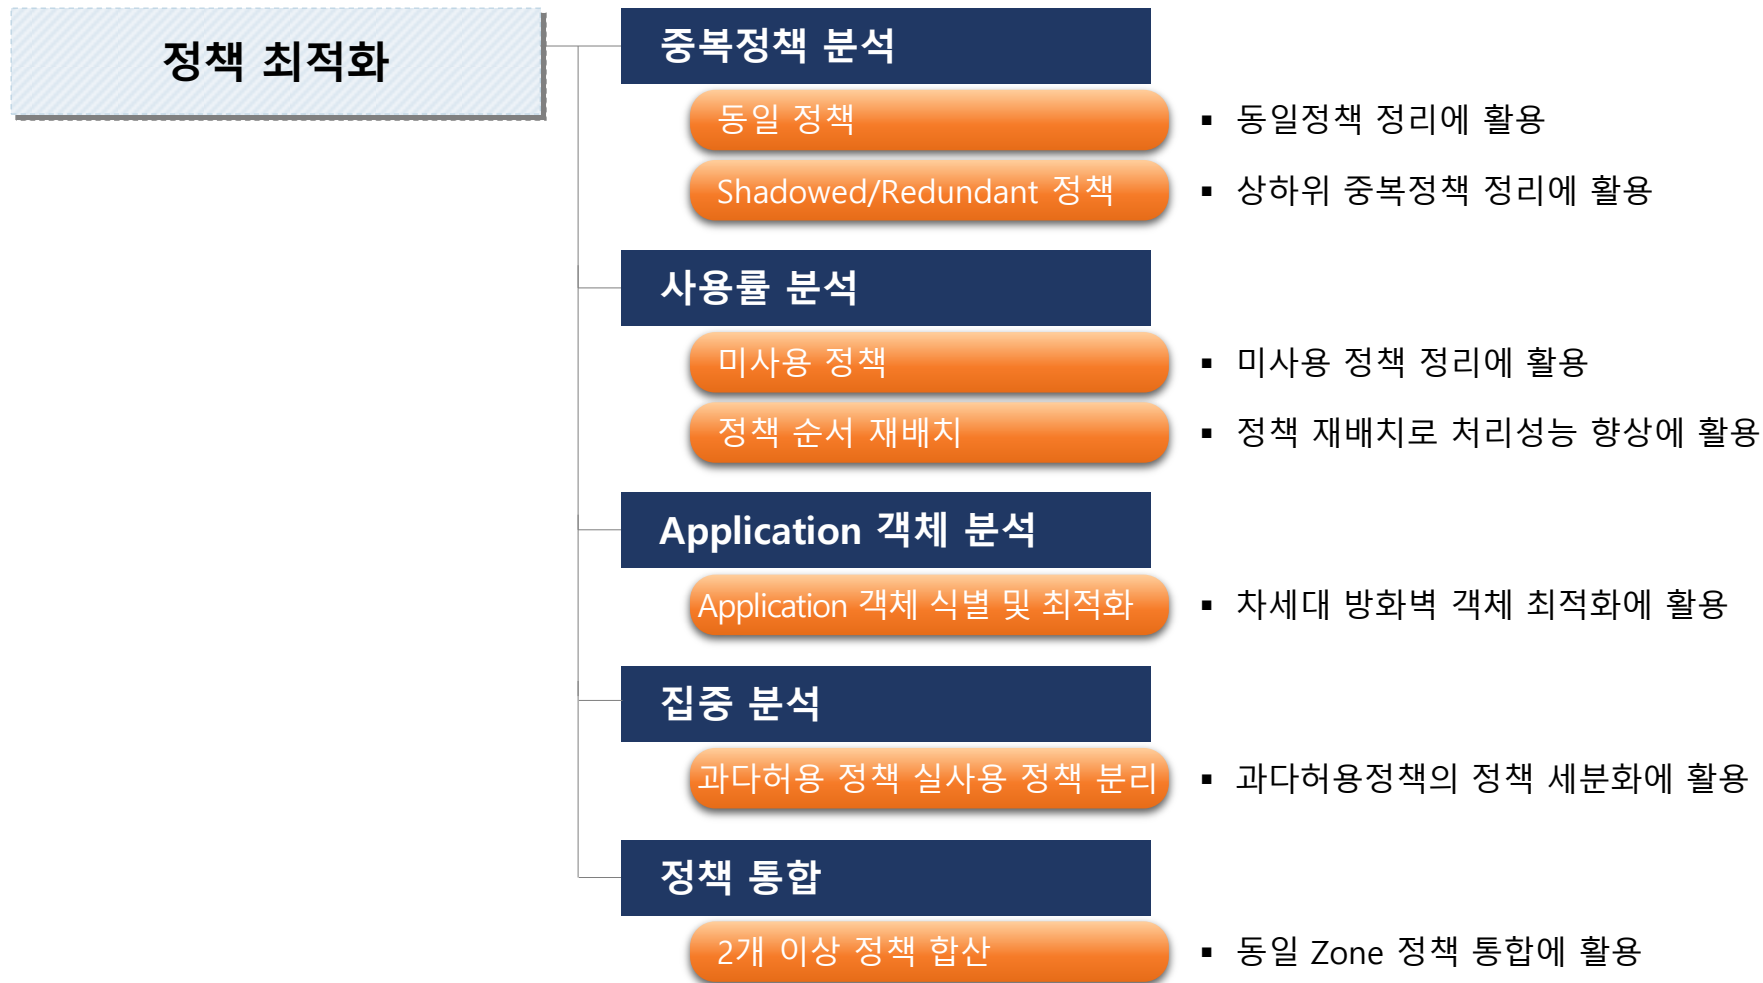 정책 최적화
중복정책 분석
동일 정책
▪ 동일정책 정리에 활용
Shadowed/Redundant 정책
▪ 상하위 중복정책 정리에 활용
사용률 분석
미사용 정책
▪ 미사용 정책 정리에 활용
정책 순서 재배치
▪ 정책 재배치로 처리성능 향상에 활용
Application 객체 분석
Application 객체 식별 및 최적화
▪ 차세대 방화벽 객체 최적화에 활용
집중 분석
과다허용 정책 실사용 정책 분리
▪ 과다허용정책의 정책 세분화에 활용
정책 통합
2개 이상 정책 합산
▪ 동일 Zone 정책 통합에 활용